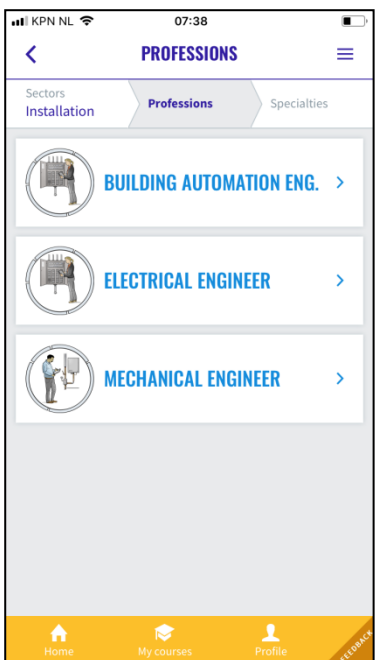 KPN NL 07:38
PROFESSIONS
Sectors
Installation
Professions
Specialties
BUILDING AUTOMATION ENG.
ELECTRICAL ENGINEER
MECHANICAL ENGINEER
Home
My courses
Profile
FEEDBACK